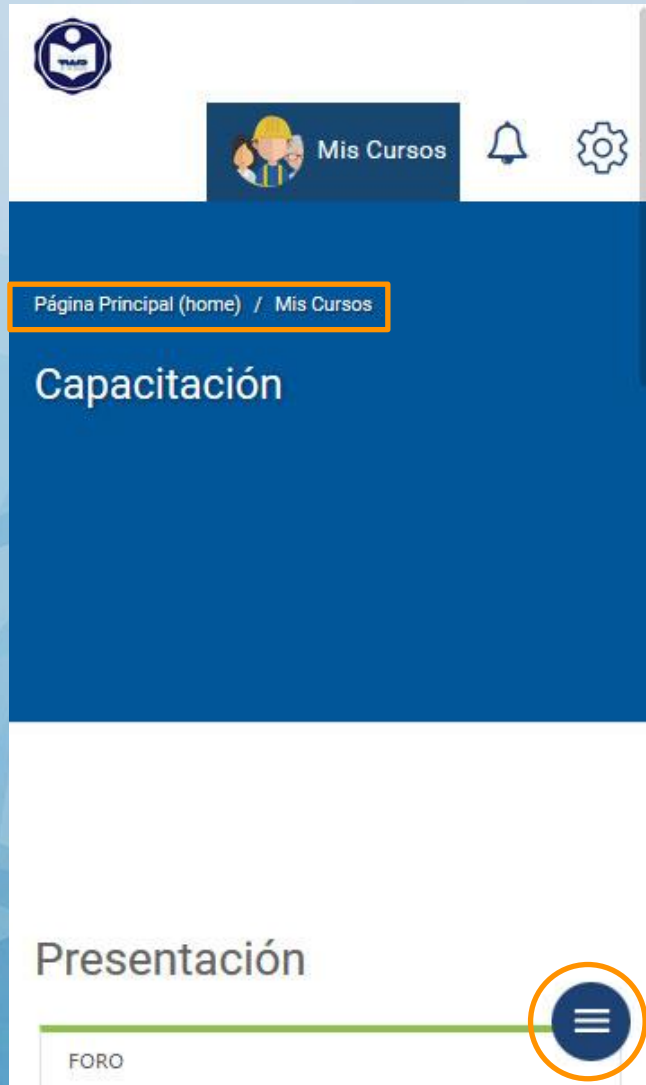 Mis Cursos
Página Principal (home) / Mis Cursos
Capacitación
Presentación
FORO